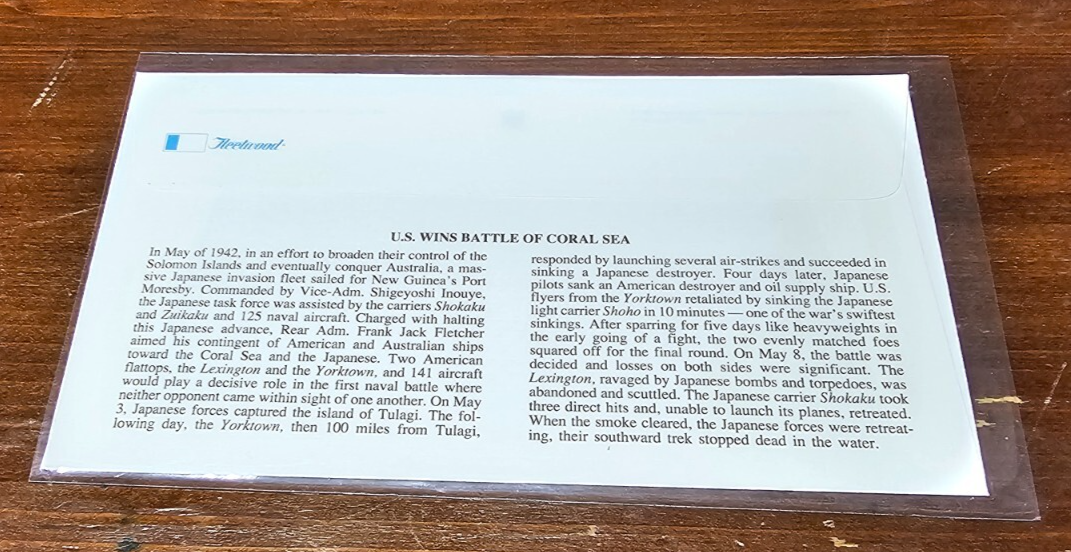 Fleetwood
U.S. WINS BATTLE OF CORAL SEA
In May of 1942, in an effort to broaden their control of the
Solomon Islands and eventually conquer Australia, a mas-
sive Japanese invasion fleet sailed for New Guinea's Port
Moresby. Commanded by Vice-Adm. Shigeyoshi Inouye,
the Japanese task force was assisted by the carriers Shokaku
and Zuikaku and 125 naval aircraft. Charged with halting
this Japanese advance, Rear Adm. Frank Jack Fletcher
aimed his contingent of American and Australian ships
toward the Coral Sea and the Japanese. Two American
flattops, the Lexington and the Yorktown, and 141 aircraft
would play a decisive role in the first naval battle where
neither opponent came within sight of one another. On May
3, Japanese forces captured the island of Tulagi. The fol-
lowing day, the Yorktown, then 100 miles from Tulagi,
responded by launching several air-strikes and succeeded in
sinking a Japanese destroyer. Four days later, Japanese
pilots sank an American destroyer and oil supply ship. U.S.
flyers from the Yorktown retaliated by sinking the Japanese
light carrier Shoho in 10 minutes — one of the war's swiftest
sinkings. After sparring for five days like heavyweights in
the early going of a fight, the two evenly matched foes
squared off for the final round. On May 8, the battle was
decided and losses on both sides were significant. The
Lexington, ravaged by Japanese bombs and torpedoes, was
abandoned and scuttled. The Japanese carrier Shokaku took
three direct hits and, unable to launch its planes, retreated.
When the smoke cleared, the Japanese forces were retreat-
ing, their southward trek stopped dead in the water.